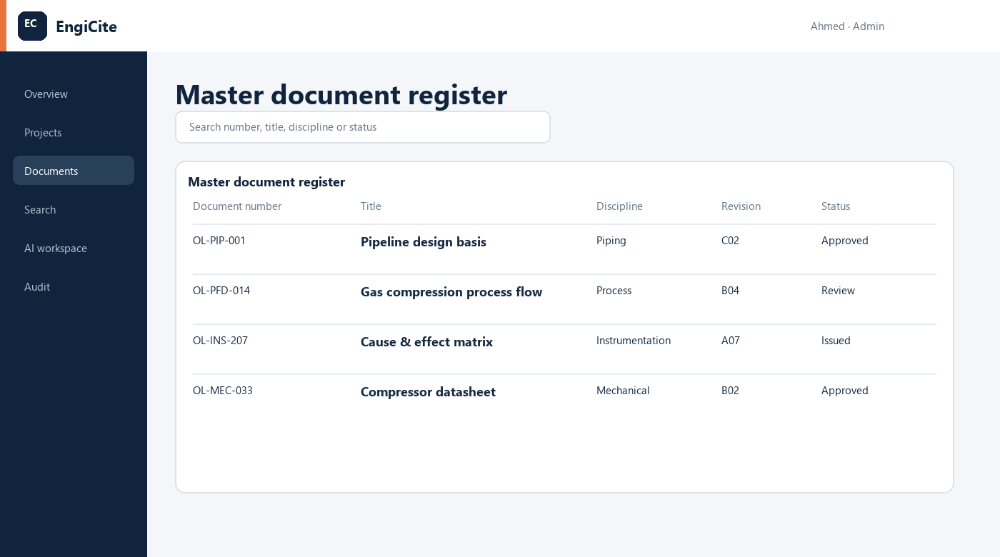 EC
EngiCite
Ahmed · Admin
Overview
Projects
Documents
Search
AI workspace
Audit
Master document register
Search number, title, discipline or status
Master document register
Document number Title Discipline Revision Status
OL-PIP-001 Pipeline design basis Piping C02 Approved
OL-PFD-014 Gas compression process flow Process B04 Review
OL-INS-207 Cause & effect matrix Instrumentation A07 Issued
OL-MEC-033 Compressor datasheet Mechanical B02 Approved